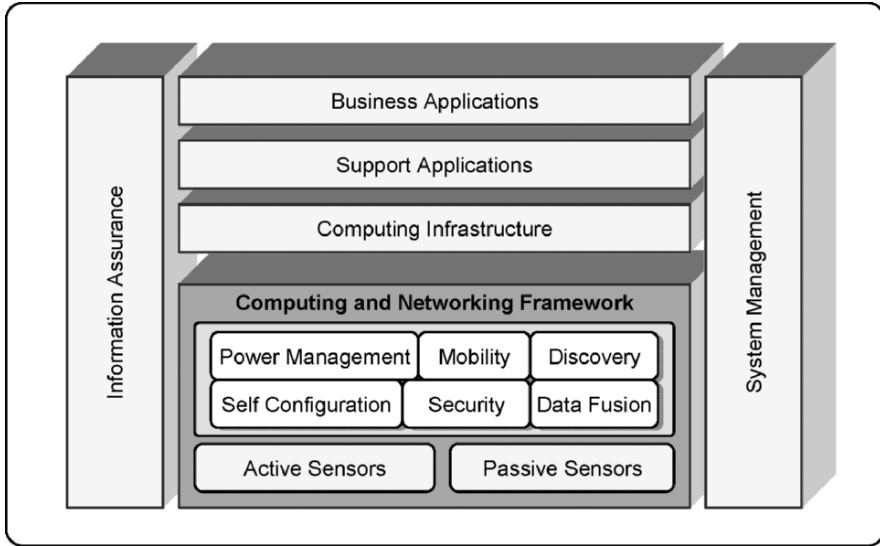 Information Assurance
Business Applications
Support Applications
Computing Infrastructure
Computing and Networking Framework
Power Management
Mobility
Discovery
Self Configuration
Security
Data Fusion
Active Sensors
Passive Sensors
System Management